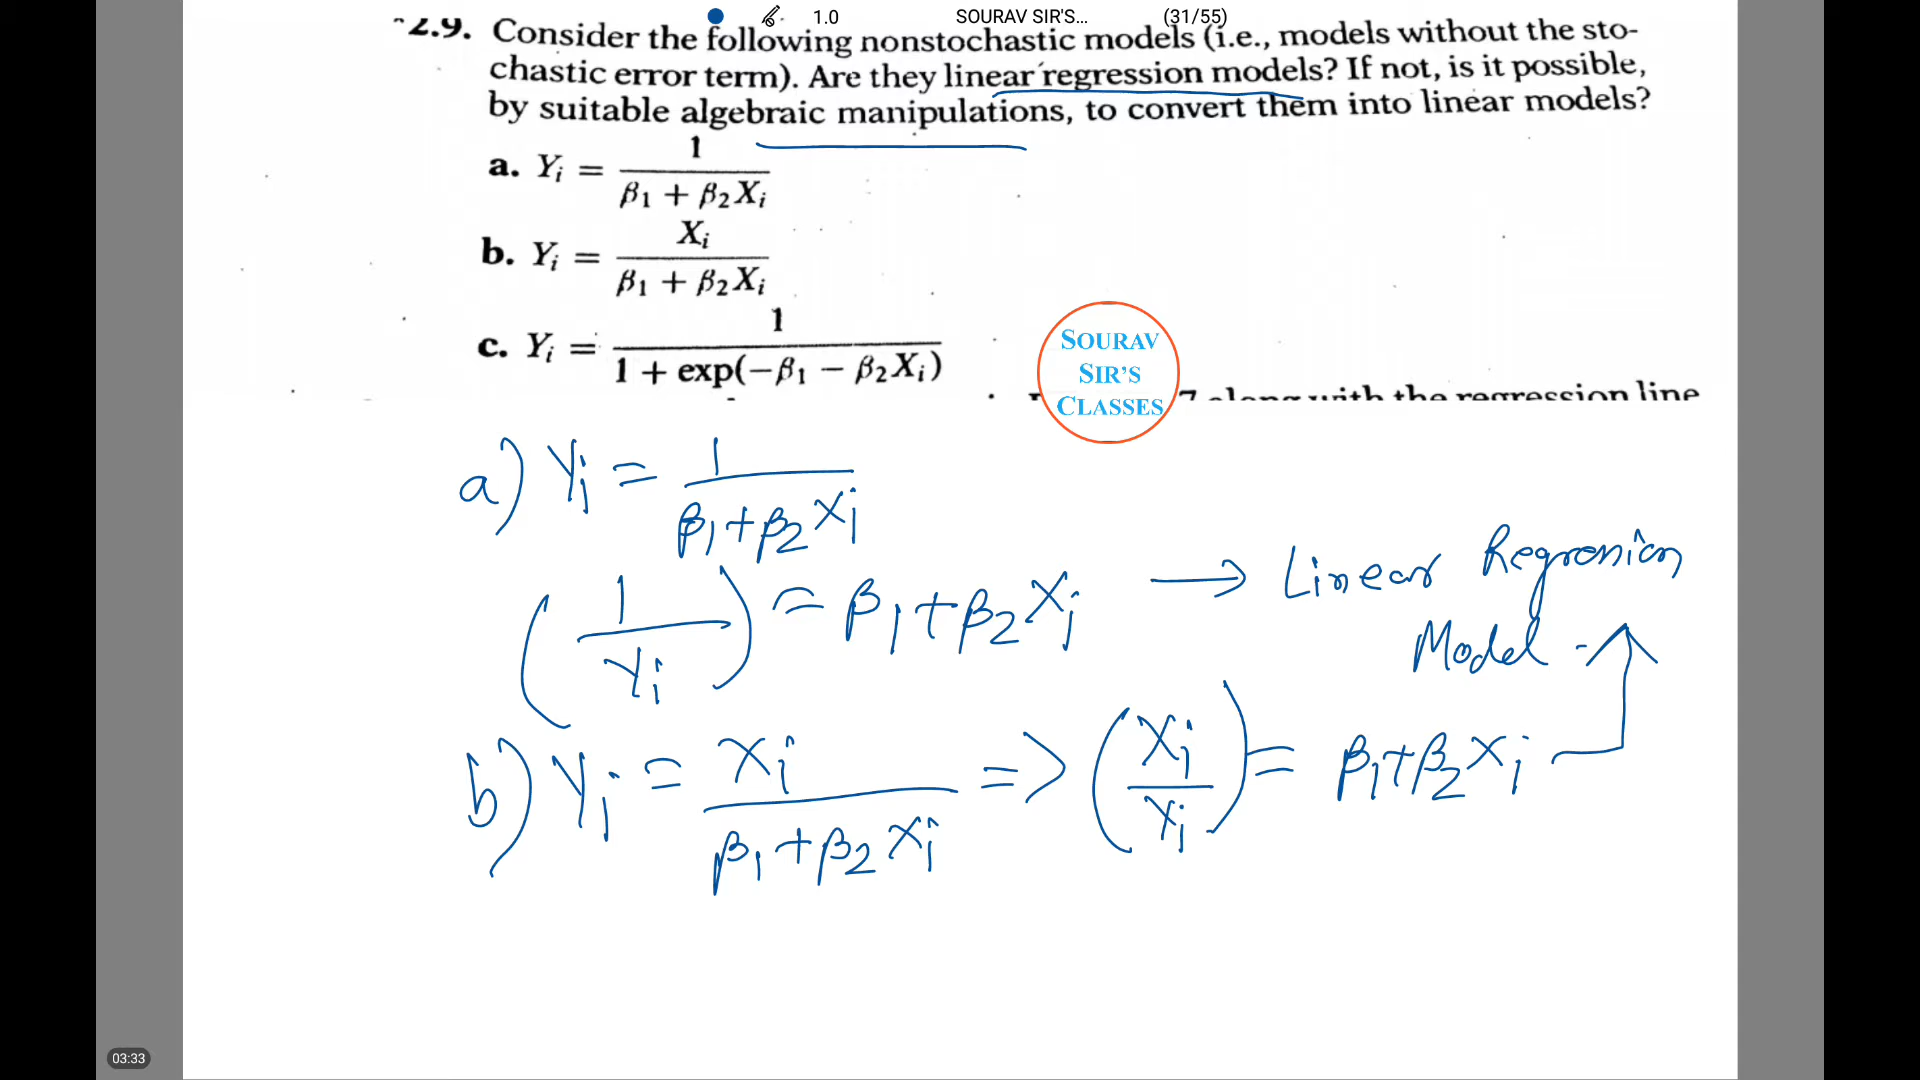 1.0 SOURAV SIR'S... (31/55)
2.9. Consider the following nonstochastic models (i.e., models without the sto-
chastic error term). Are they linear regression models? If not, is it possible,
by suitable algebraic manipulations, to convert them into linear models?
a. Yᵢ = 1 / (β₁ + β₂Xᵢ)
b. Yᵢ = Xᵢ / (β₁ + β₂Xᵢ)
c. Yᵢ = 1 / (1 + exp(−β₁ − β₂Xᵢ))
SOURAV
SIR'S
CLASSES
7 along with the regression line
a) Yᵢ = 1 / (β₁ + β₂Xᵢ)
(1/Yᵢ) = β₁ + β₂Xᵢ → Linear Regression
Model
b) Yᵢ = Xᵢ / (β₁ + β₂Xᵢ) => (Xᵢ/Yᵢ) = β₁ + β₂Xᵢ
03:33